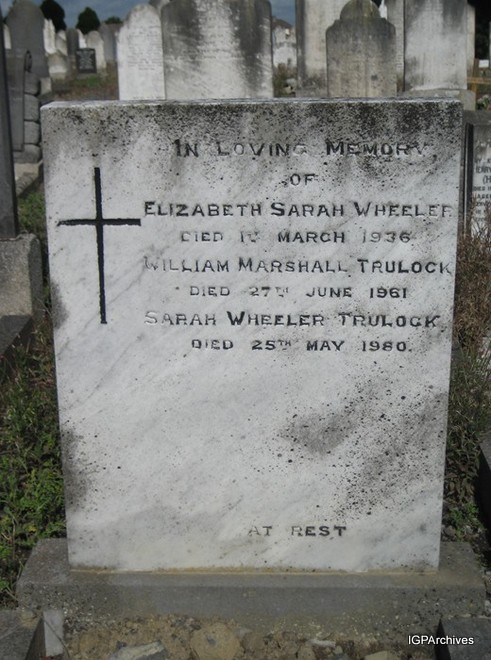 IN LOVING MEMORY
OF
ELIZABETH SARAH WHEELER
DIED 1ST MARCH 1936
WILLIAM MARSHALL TRULOCK
DIED 27TH JUNE 1961
SARAH WHEELER TRULOCK
DIED 25TH MAY 1980.
AT REST
IGPArchives